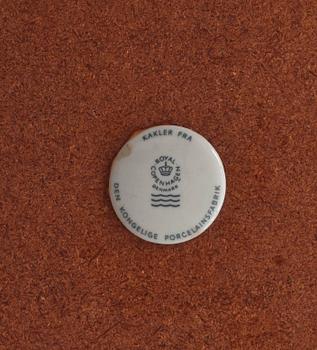 KAKLER FRA
ROYAL
COPENHAGEN
DENMARK
DEN KONGELIGE PORCELAINSFABRIK